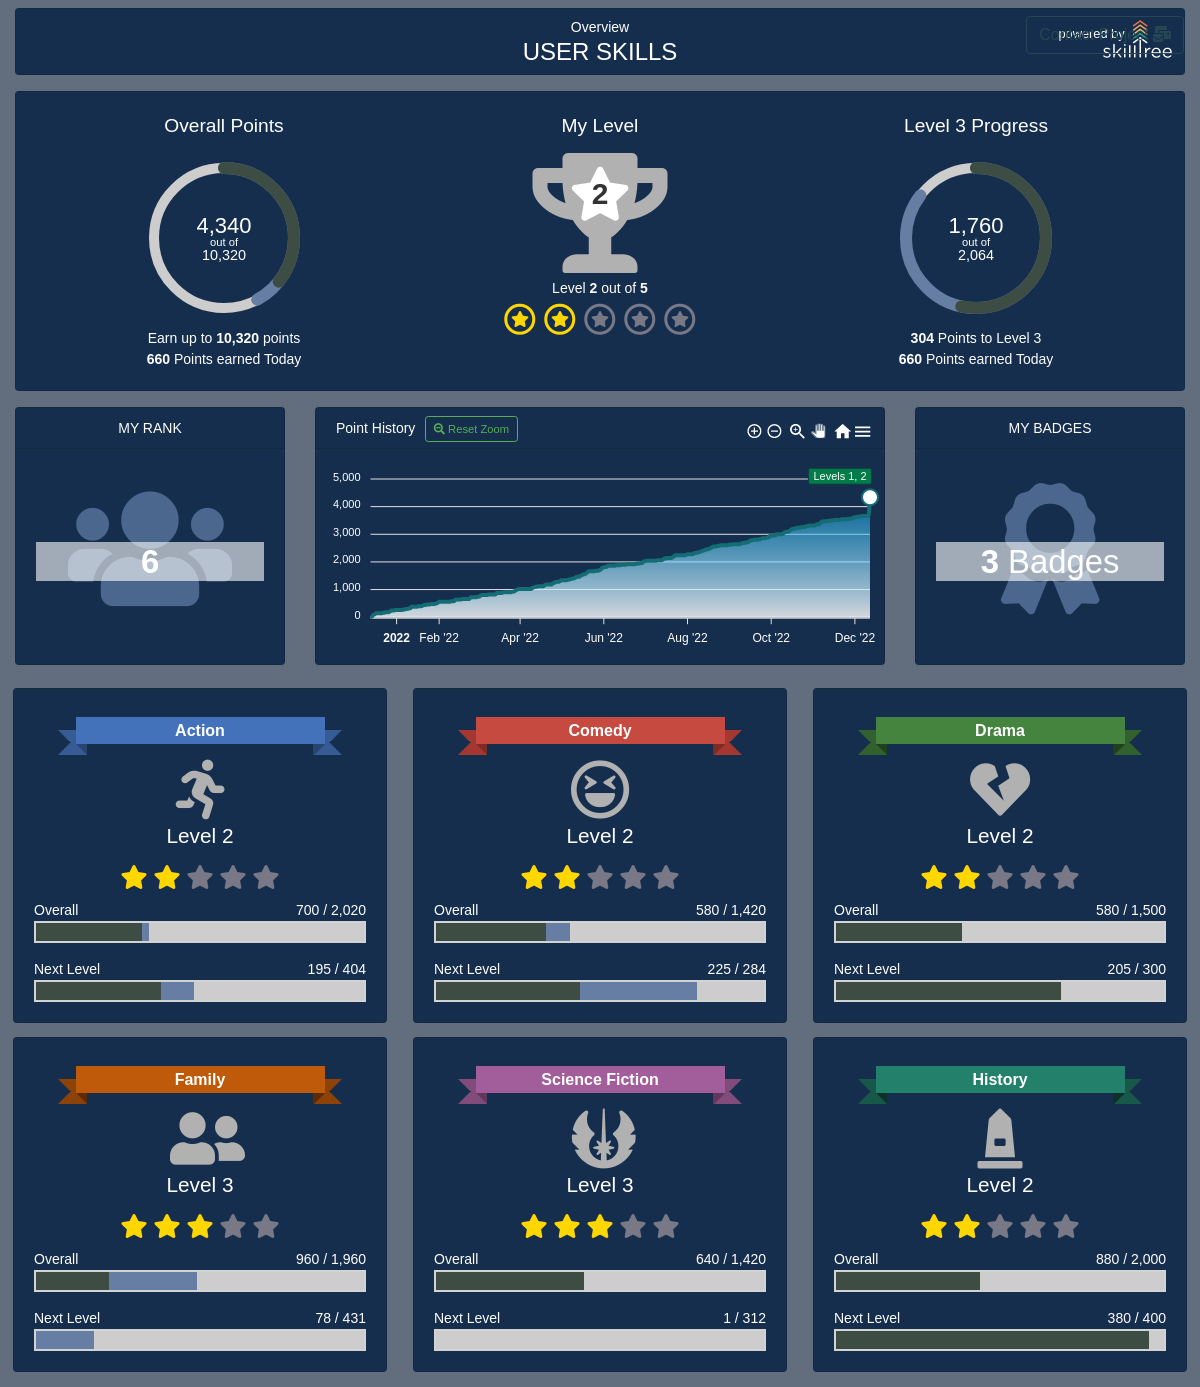 Overview
USER SKILLS
powered by
skilltree
Overall Points
4,340
out of
10,320
Earn up to 10,320 points
660 Points earned Today
My Level
2
Level 2 out of 5
Level 3 Progress
1,760
out of
2,064
304 Points to Level 3
660 Points earned Today
MY RANK
6
Point History
Reset Zoom
Levels 1, 2
5,000
4,000
3,000
2,000
1,000
0
2022 Feb '22 Apr '22 Jun '22 Aug '22 Oct '22 Dec '22
MY BADGES
3 Badges
Action
Level 2
Overall 700 / 2,020
Next Level 195 / 404
Comedy
Level 2
Overall 580 / 1,420
Next Level 225 / 284
Drama
Level 2
Overall 580 / 1,500
Next Level 205 / 300
Family
Level 3
Overall 960 / 1,960
Next Level 78 / 431
Science Fiction
Level 3
Overall 640 / 1,420
Next Level 1 / 312
History
Level 2
Overall 880 / 2,000
Next Level 380 / 400